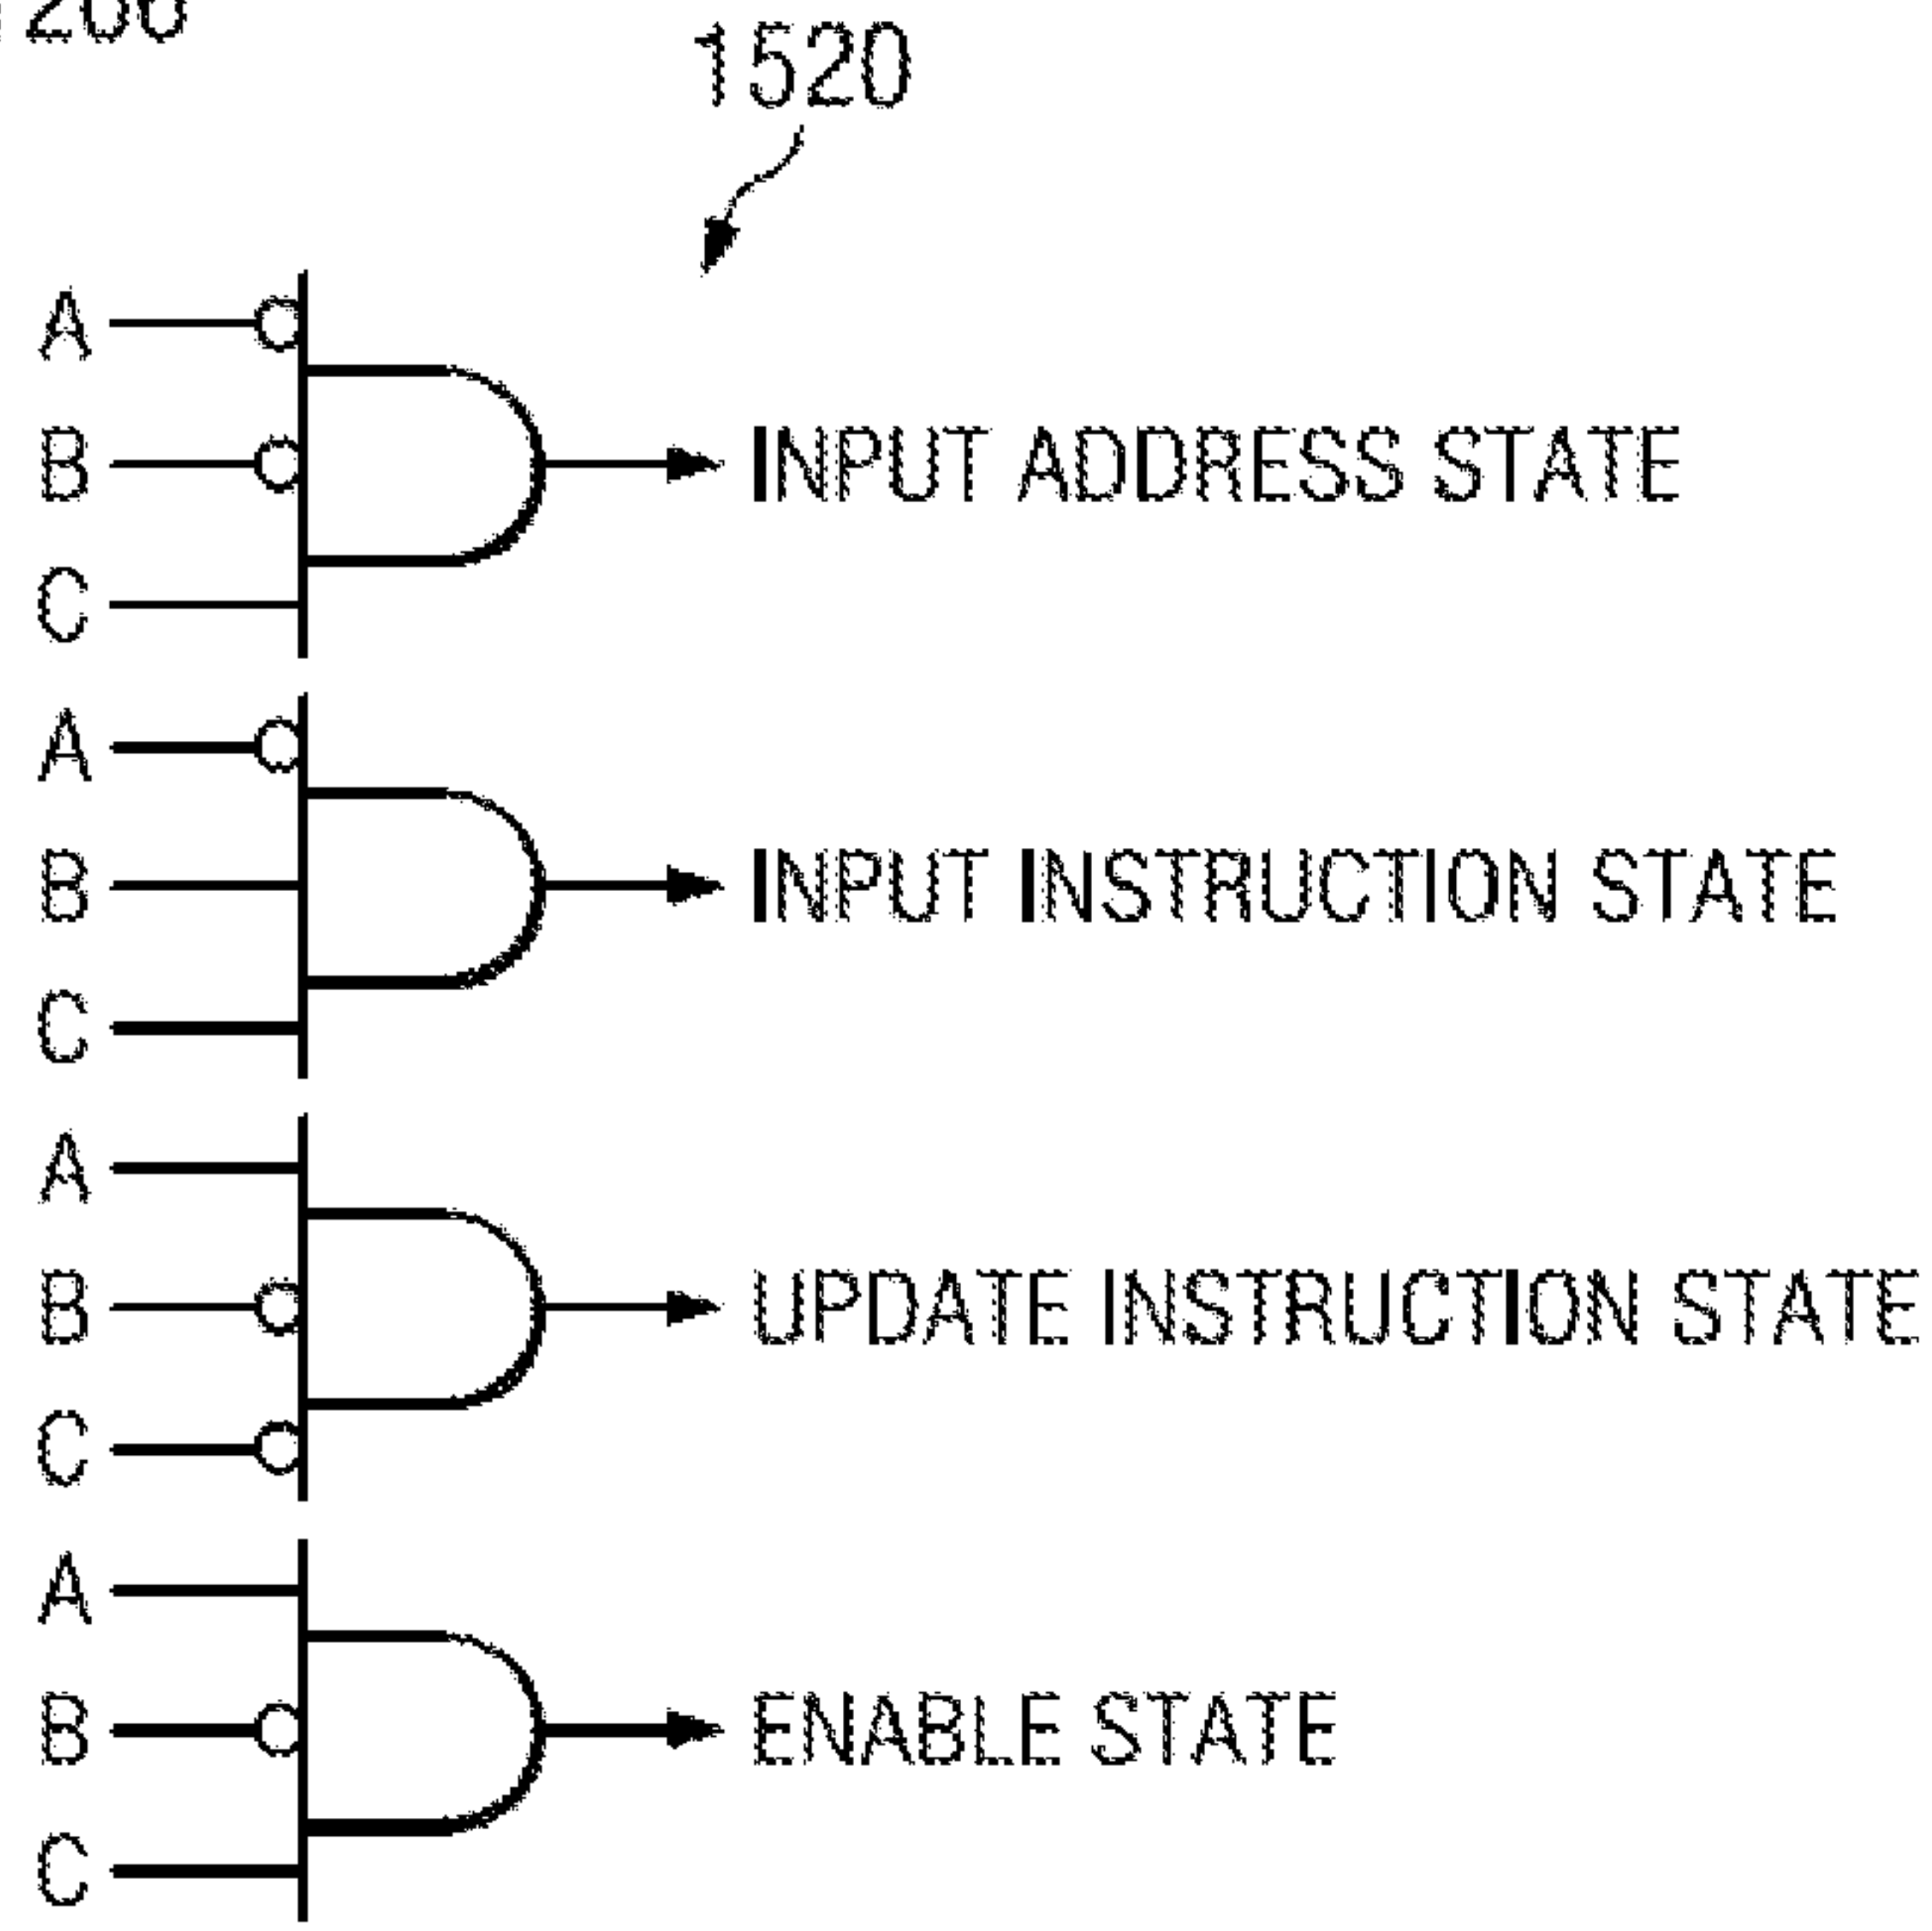 1520
A
B
C
INPUT ADDRESS STATE
A
B
C
INPUT INSTRUCTION STATE
A
B
C
UPDATE INSTRUCTION STATE
A
B
C
ENABLE STATE